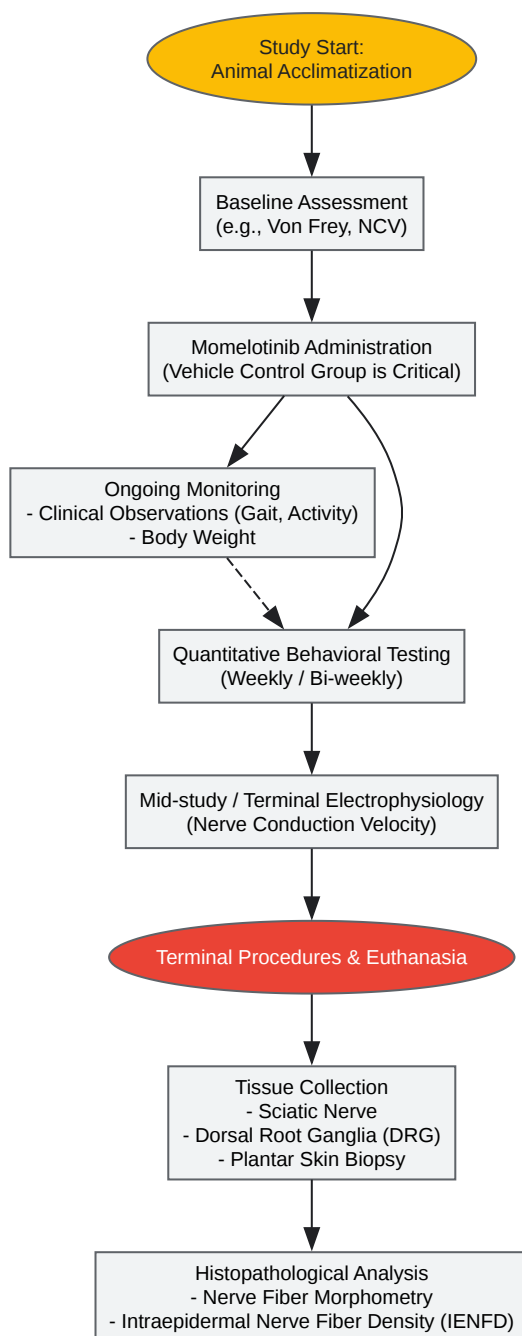 Study Start:
Animal Acclimatization
Baseline Assessment
(e.g., Von Frey, NCV)
Momelotinib Administration
(Vehicle Control Group is Critical)
Ongoing Monitoring
- Clinical Observations (Gait, Activity)
- Body Weight
Quantitative Behavioral Testing
(Weekly / Bi-weekly)
Mid-study / Terminal Electrophysiology
(Nerve Conduction Velocity)
Terminal Procedures & Euthanasia
Tissue Collection
- Sciatic Nerve
- Dorsal Root Ganglia (DRG)
- Plantar Skin Biopsy
Histopathological Analysis
- Nerve Fiber Morphometry
- Intraepidermal Nerve Fiber Density (IENFD)